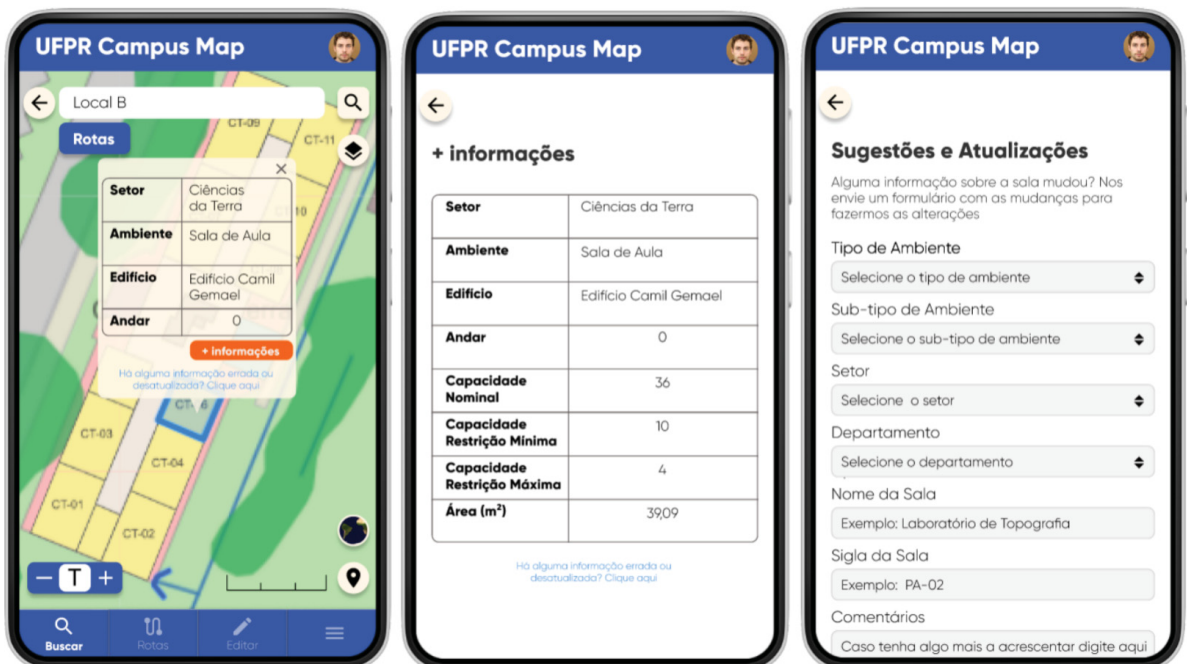 UFPR Campus Map
Local B
Rotas
CT-09
CT-11
10
Setor
Ciências
da Terra
Ambiente
Sala de Aula
Edifício
Edifício Camil
Gemael
Andar
0
+ informações
Há alguma informação errada ou
desatualizada? Clique aqui
CT-03
CT-04
CT-01
CT-02
T
Buscar
Rotas
Editar
UFPR Campus Map
+ informações
Setor
Ciências da Terra
Ambiente
Sala de Aula
Edifício
Edifício Camil Gemael
Andar
0
Capacidade
Nominal
36
Capacidade
Restrição Mínima
10
Capacidade
Restrição Máxima
4
Área (m²)
39,09
Há alguma informação errada ou
desatualizada? Clique aqui
UFPR Campus Map
Sugestões e Atualizações
Alguma informação sobre a sala mudou? Nos
envie um formulário com as mudanças para
fazermos as alterações
Tipo de Ambiente
Selecione o tipo de ambiente
Sub-tipo de Ambiente
Selecione o sub-tipo de ambiente
Setor
Selecione o setor
Departamento
Selecione o departamento
Nome da Sala
Exemplo: Laboratório de Topografia
Sigla da Sala
Exemplo: PA-02
Comentários
Caso tenha algo mais a acrescentar digite aqui